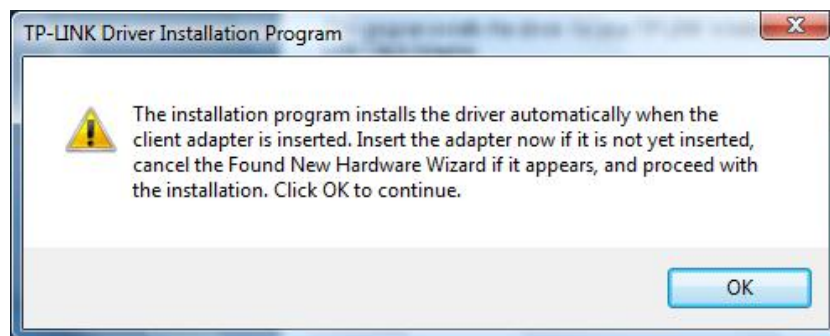 TP-LINK Driver Installation Program
The installation program installs the driver automatically when the
client adapter is inserted. Insert the adapter now if it is not yet inserted,
cancel the Found New Hardware Wizard if it appears, and proceed with
the installation. Click OK to continue.
OK